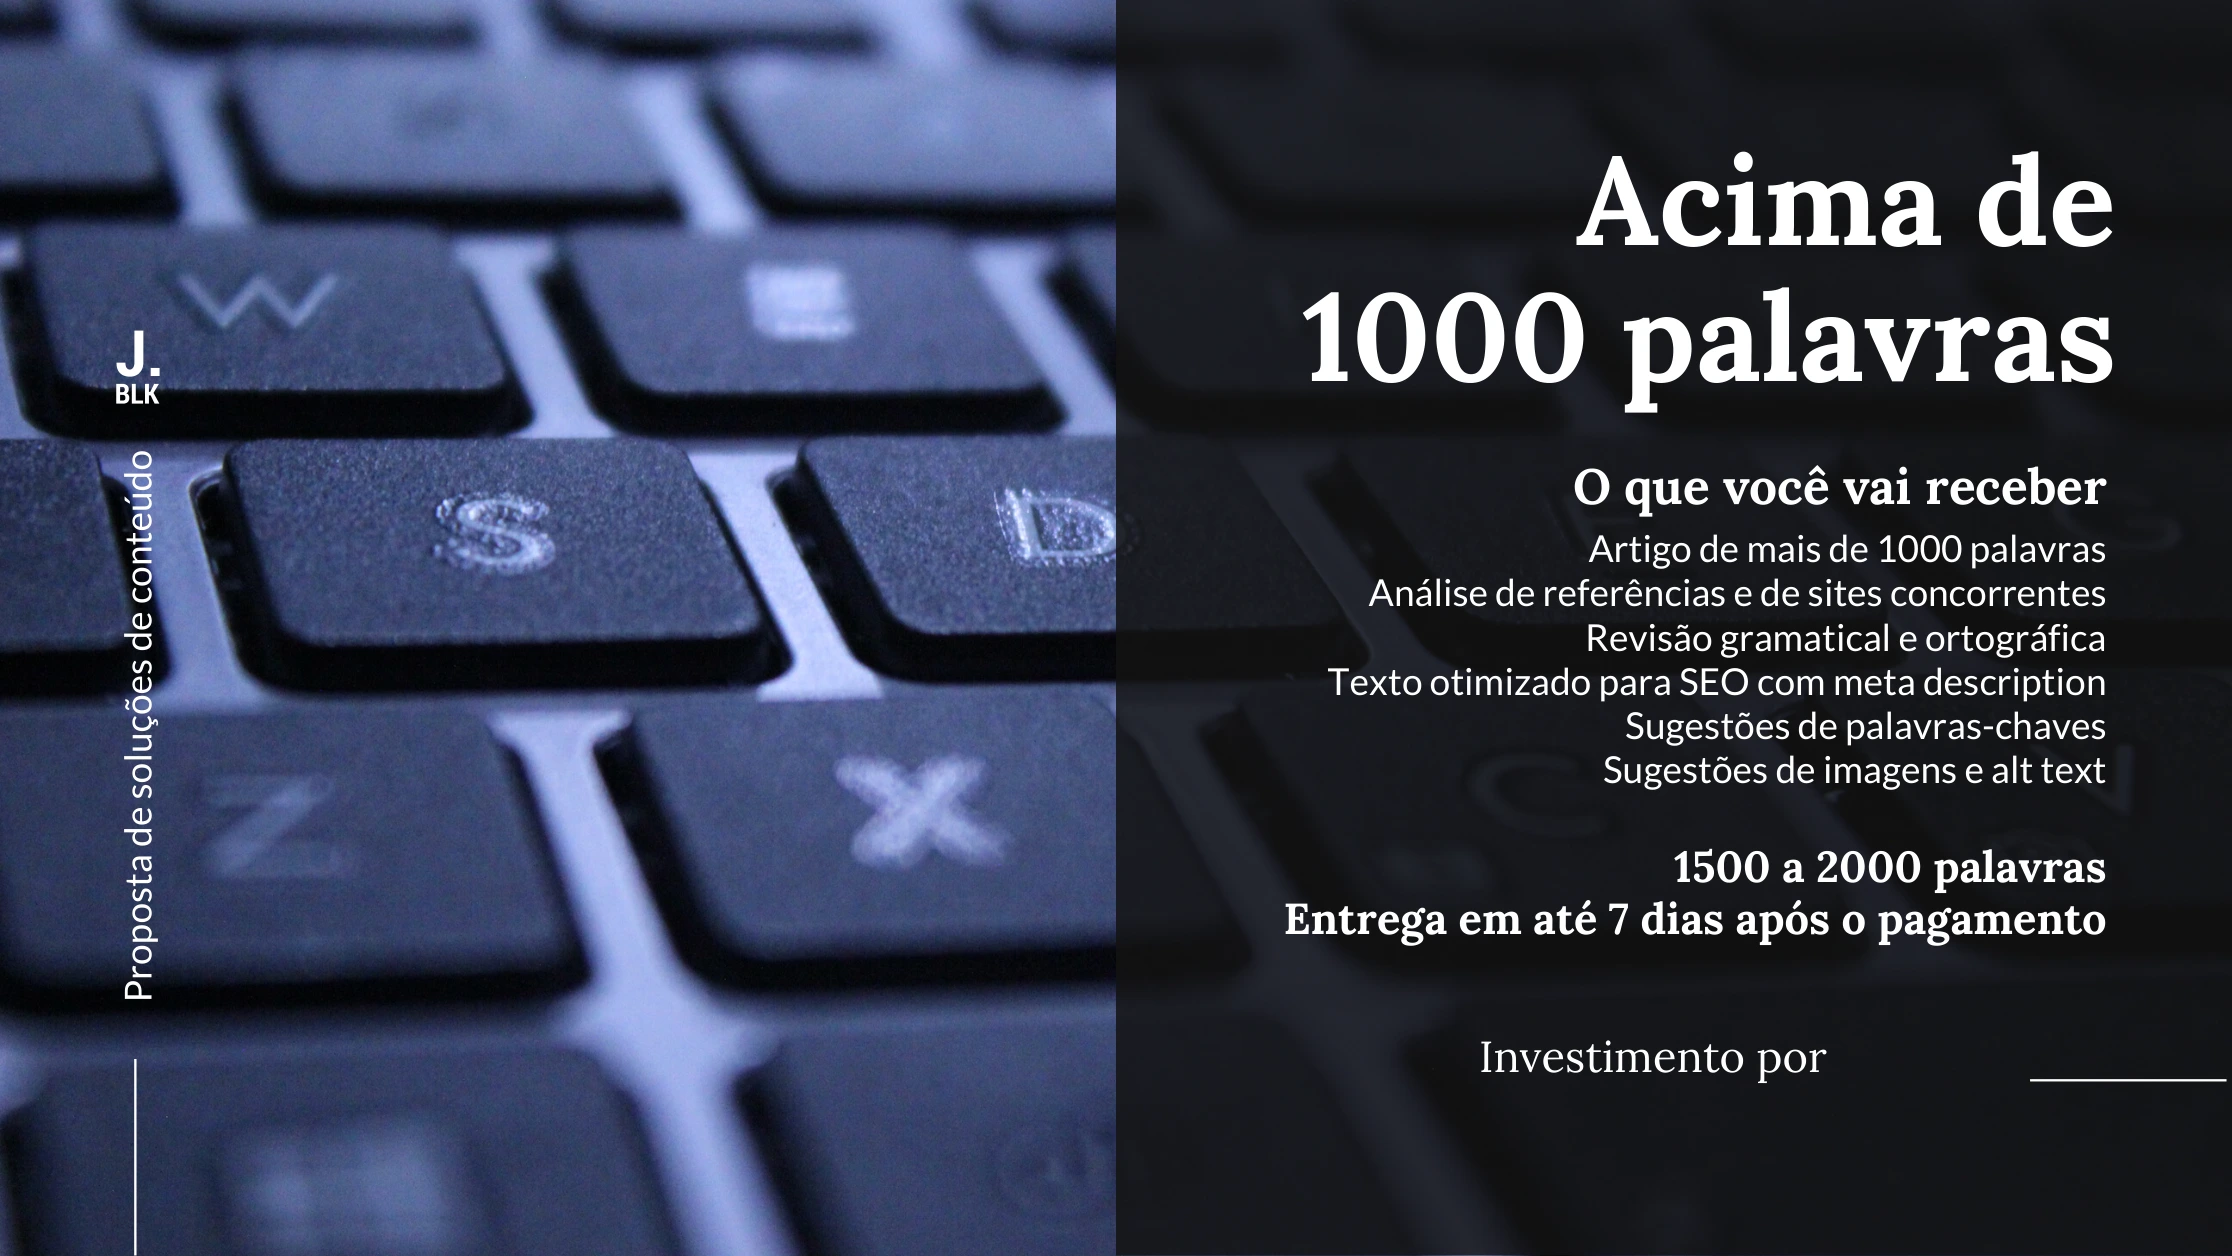 J.
BLK
Proposta de soluções de conteúdo
W
E
S
D
Z
X
Acima de
1000 palavras
O que você vai receber
Artigo de mais de 1000 palavras
Análise de referências e de sites concorrentes
Revisão gramatical e ortográfica
Texto otimizado para SEO com meta description
Sugestões de palavras-chaves
Sugestões de imagens e alt text
C
V
1500 a 2000 palavras
Entrega em até 7 dias após o pagamento
Investimento por